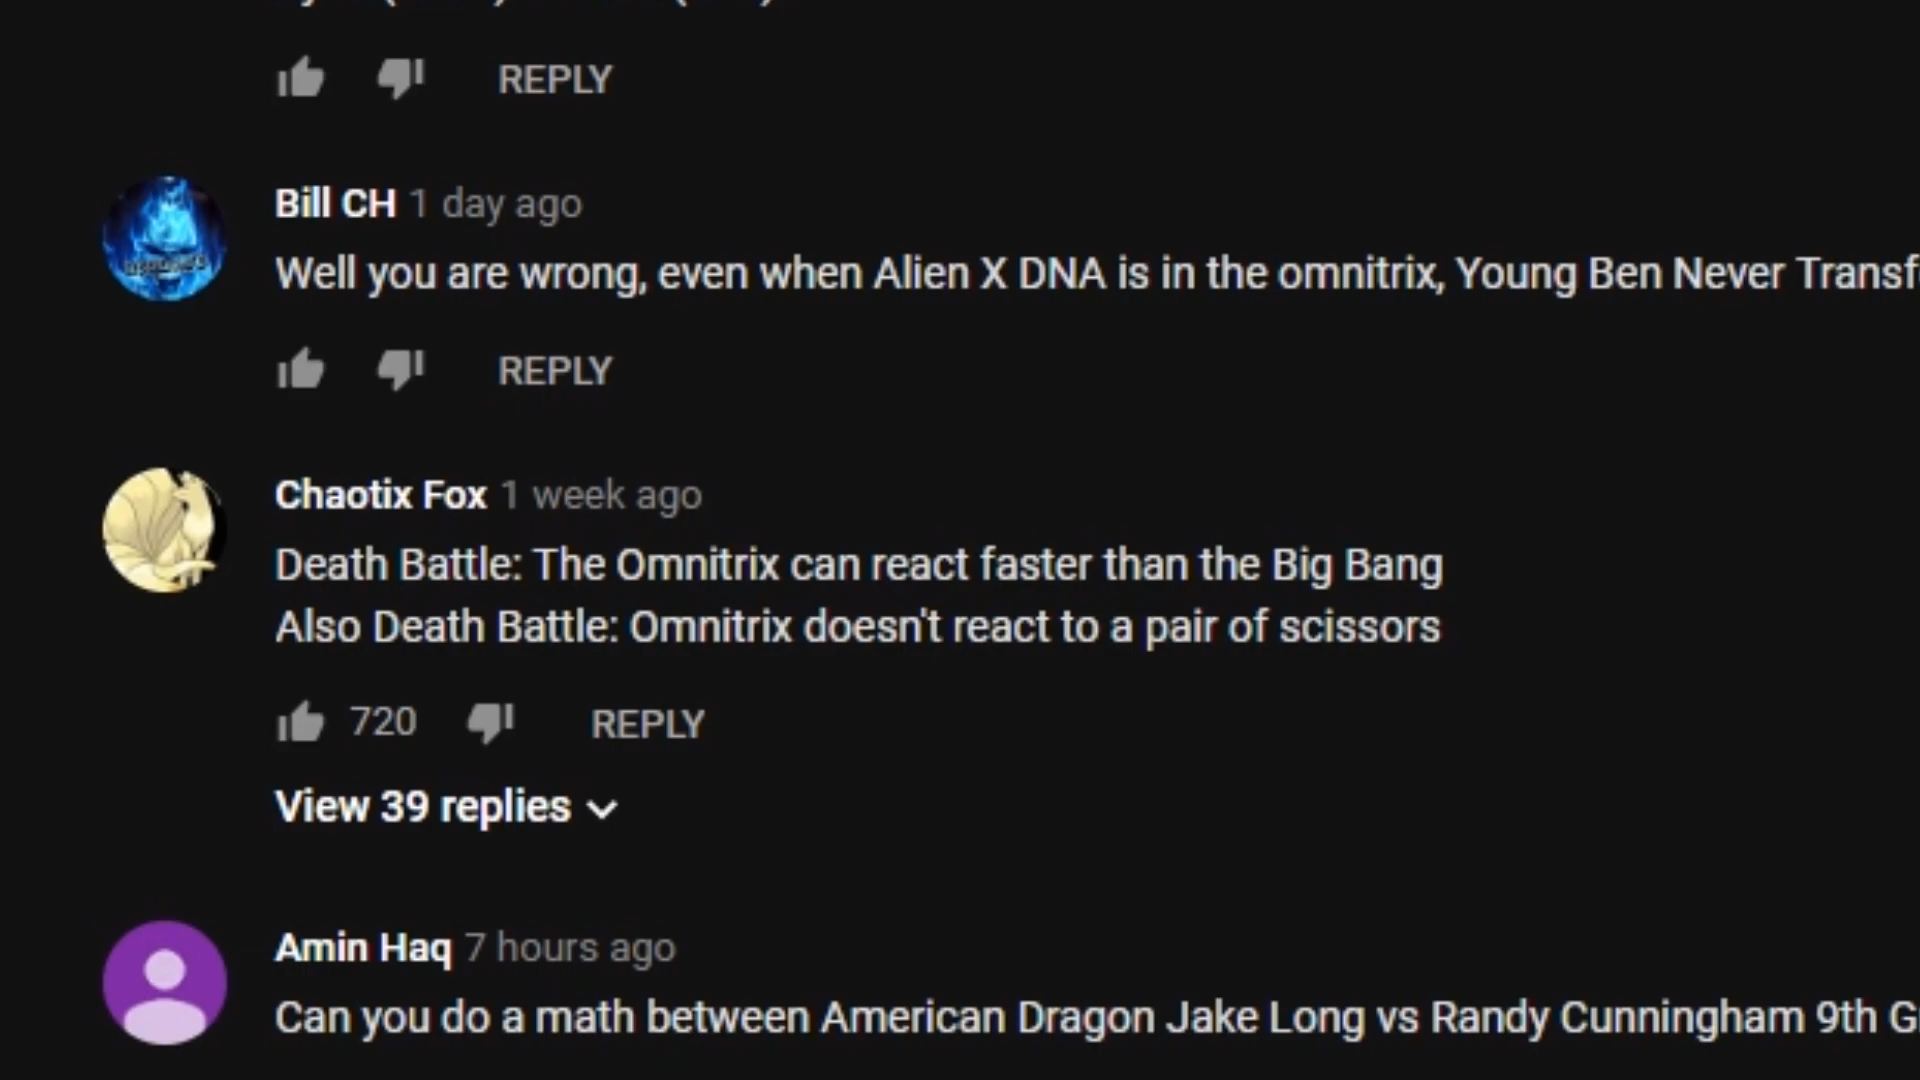 REPLY
Bill CH 1 day ago
Well you are wrong, even when Alien X DNA is in the omnitrix, Young Ben Never
REPLY
Chaotix Fox 1 week ago
Death Battle: The Omnitrix can react faster than the Big Bang
Also Death Battle: Omnitrix doesn't react to a pair of scissors
720 REPLY
View 39 replies
Amin Haq 7 hours ago
Can you do a math between American Dragon Jake Long vs Randy Cunningham 9th